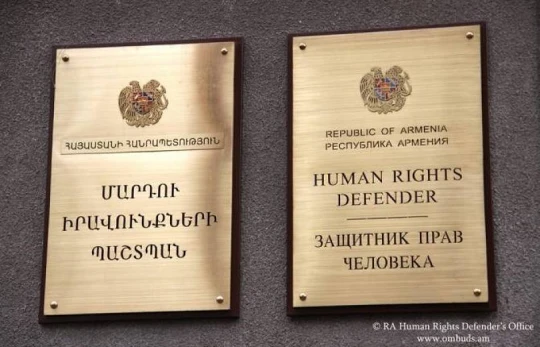 ՀԱՅԱՍՏԱՆԻ ՀԱՆՐԱՊԵՏՈՒԹՅՈՒՆ
ՄԱՐԴՈՒ
ԻՐԱՎՈՒՆՔՆԵՐԻ
ՊԱՇՏՊԱՆ
REPUBLIC OF ARMENIA
РЕСПУБЛИКА АРМЕНИЯ
HUMAN RIGHTS
DEFENDER
ЗАЩИТНИК ПРАВ
ЧЕЛОВЕКА
© RA Human Rights Defender's Office
www.ombuds.am